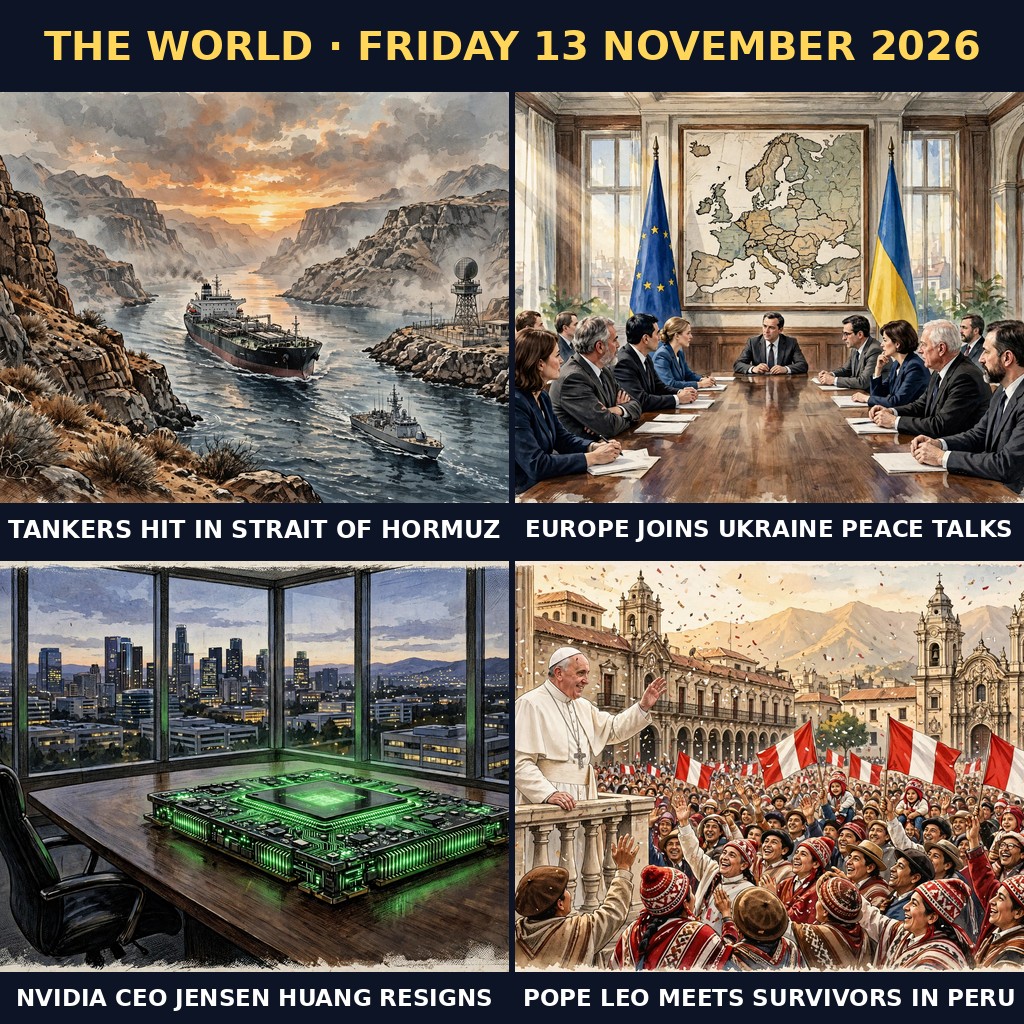 THE WORLD · FRIDAY 13 NOVEMBER 2026
TANKERS HIT IN STRAIT OF HORMUZ
EUROPE JOINS UKRAINE PEACE TALKS
NVIDIA CEO JENSEN HUANG RESIGNS
POPE LEO MEETS SURVIVORS IN PERU